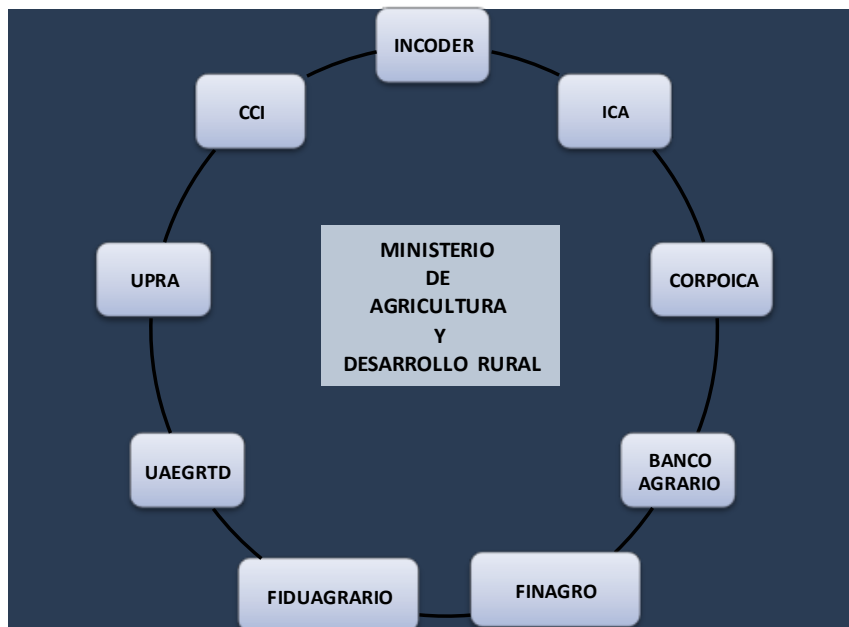 INCODER
CCI
ICA
UPRA
MINISTERIO
DE
AGRICULTURA
Y
DESARROLLO RURAL
CORPOICA
UAEGRTD
BANCO
AGRARIO
FIDUAGRARIO
FINAGRO